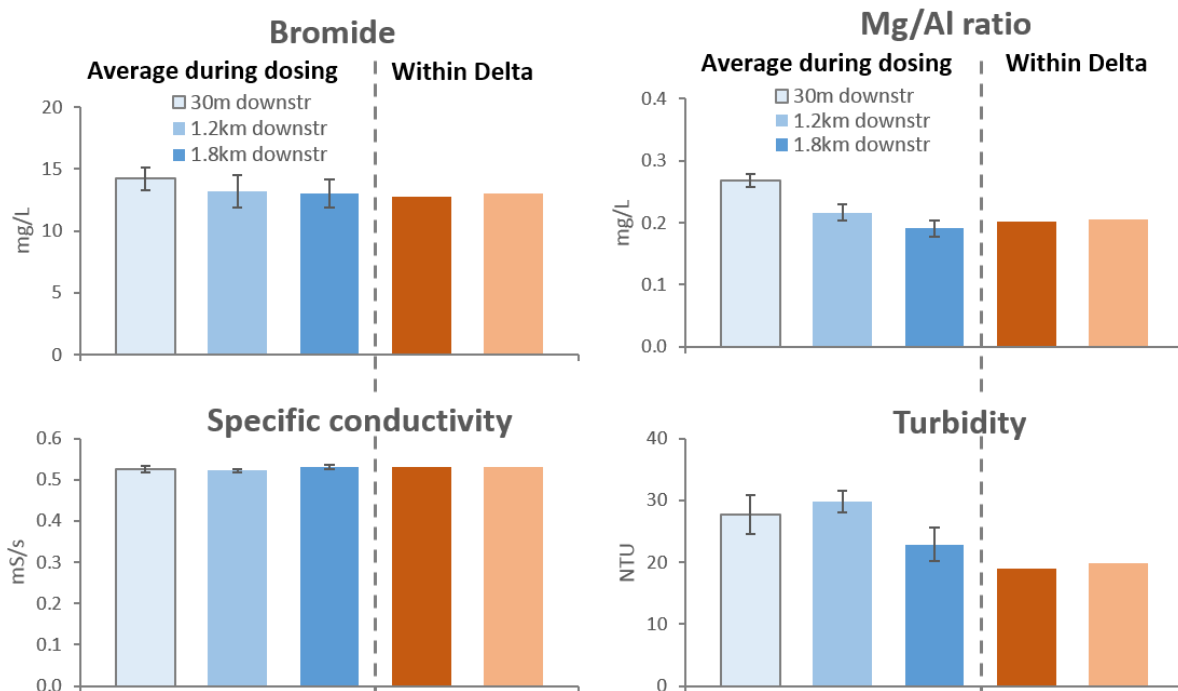 Bromide
Average during dosing
Within Delta
30m downstr
1.2km downstr
1.8km downstr
20
15
10
5
0
mg/L
Mg/Al ratio
Average during dosing
Within Delta
30m downstr
1.2km downstr
1.8km downstr
0.4
0.3
0.2
0.1
0.0
mg/L
Specific conductivity
0.6
0.5
0.4
0.3
0.2
0.1
0.0
mS/s
Turbidity
40
30
20
10
0
NTU